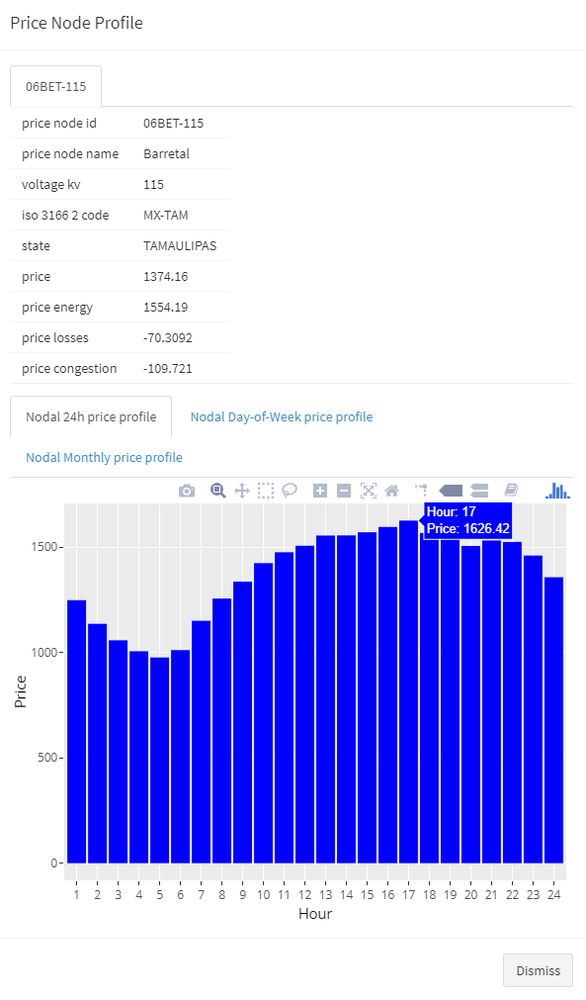 Price Node Profile
06BET-115
price node id 06BET-115
price node name Barretal
voltage kv 115
iso 3166 2 code MX-TAM
state TAMAULIPAS
price 1374.16
price energy 1554.19
price losses -70.3092
price congestion -109.721
Nodal 24h price profile Nodal Day-of-Week price profile
Nodal Monthly price profile
Hour: 17
Price: 1626.42
1500
1000
500
0
Price
1 2 3 4 5 6 7 8 9 10 11 12 13 14 15 16 17 18 19 20 21 22 23 24
Hour
Dismiss